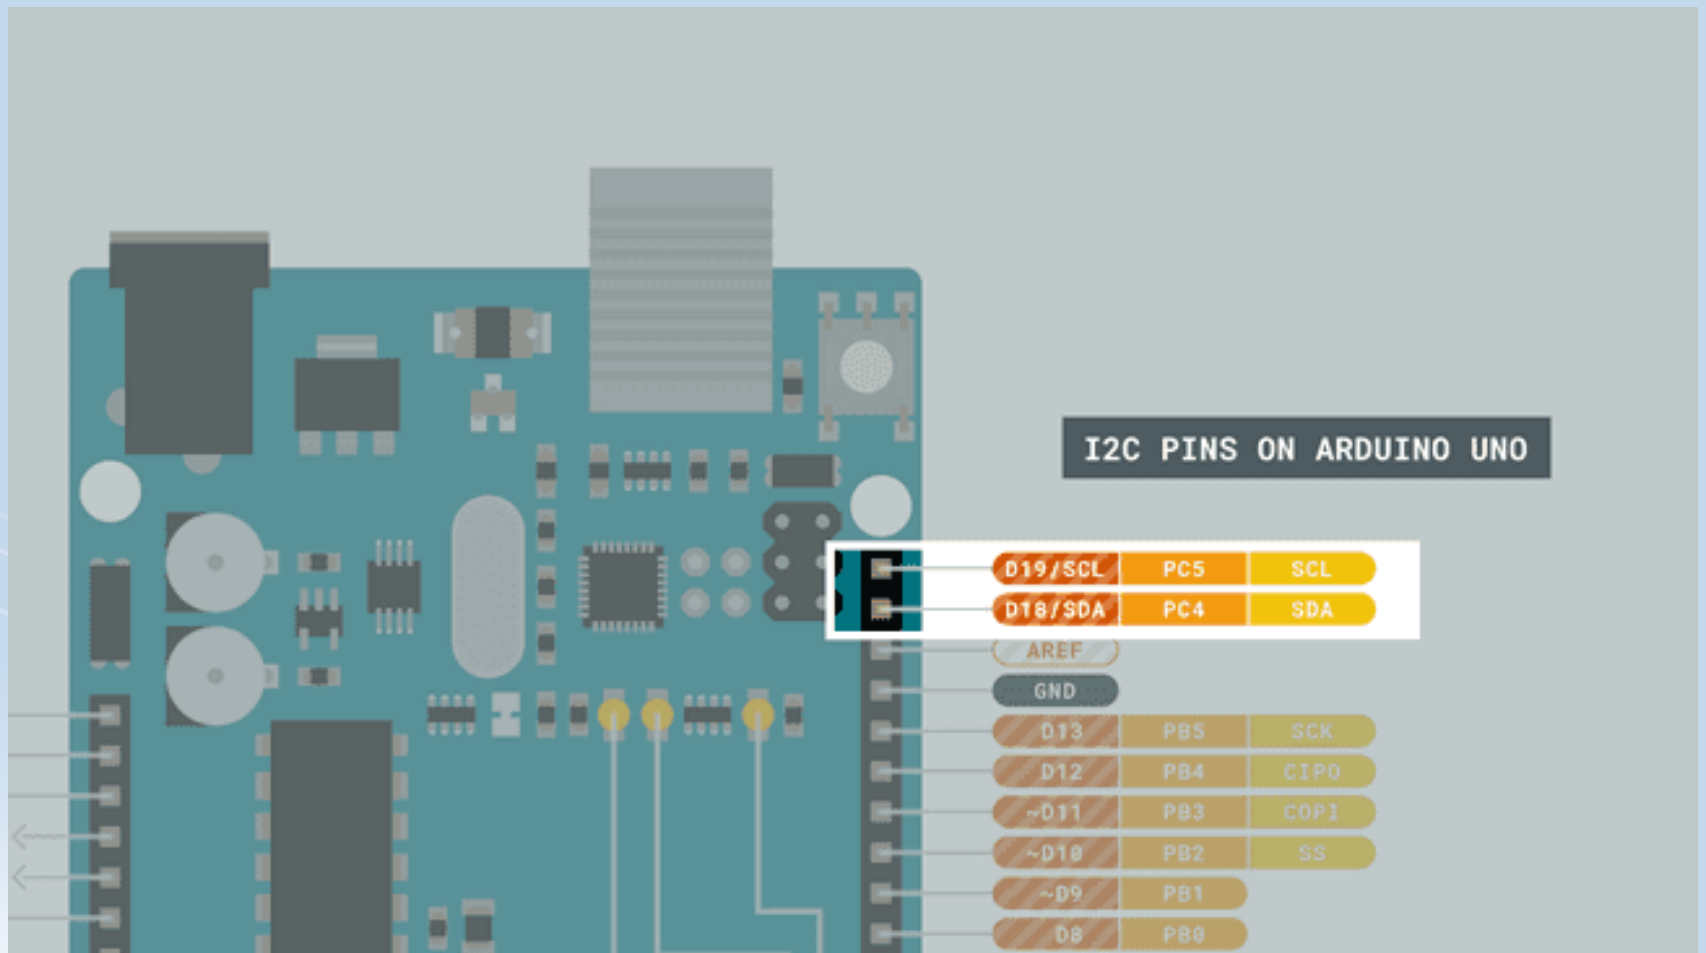 I2C PINS ON ARDUINO UNO
D19/SCL PC5 SCL
D18/SDA PC4 SDA
AREF
GND
D13 PB5 SCK
D12 PB4 CIPO
~D11 PB3 COPI
~D10 PB2 SS
~D9 PB1
D8 PB0